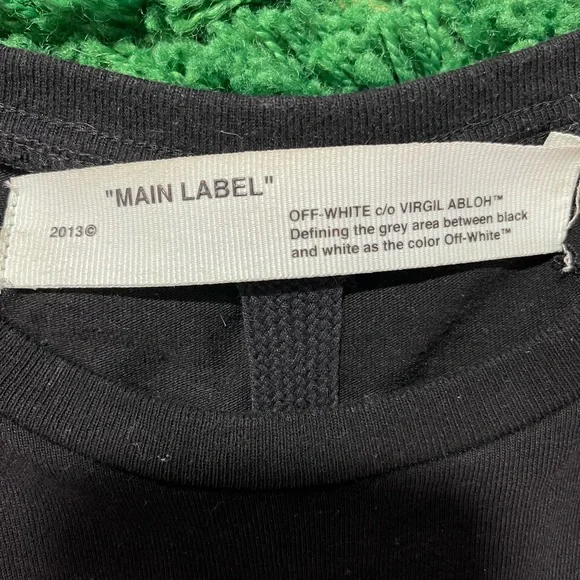 "MAIN LABEL"
2013©
OFF-WHITE c/o VIRGIL ABLOH™
Defining the grey area between black
and white as the color Off-White™